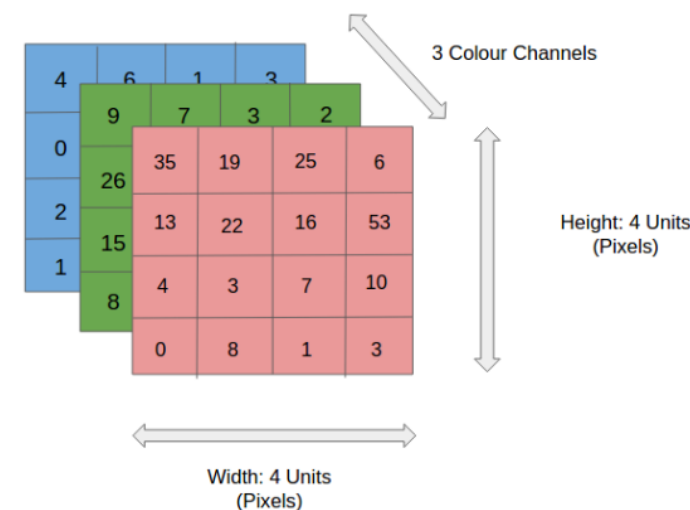 3 Colour Channels
4 6 1 3
9 7 3 2
0
35 19 25 6
26
2
13 22 16 53
15
1
4 3 7 10
8
0 8 1 3
Height: 4 Units
(Pixels)
Width: 4 Units
(Pixels)